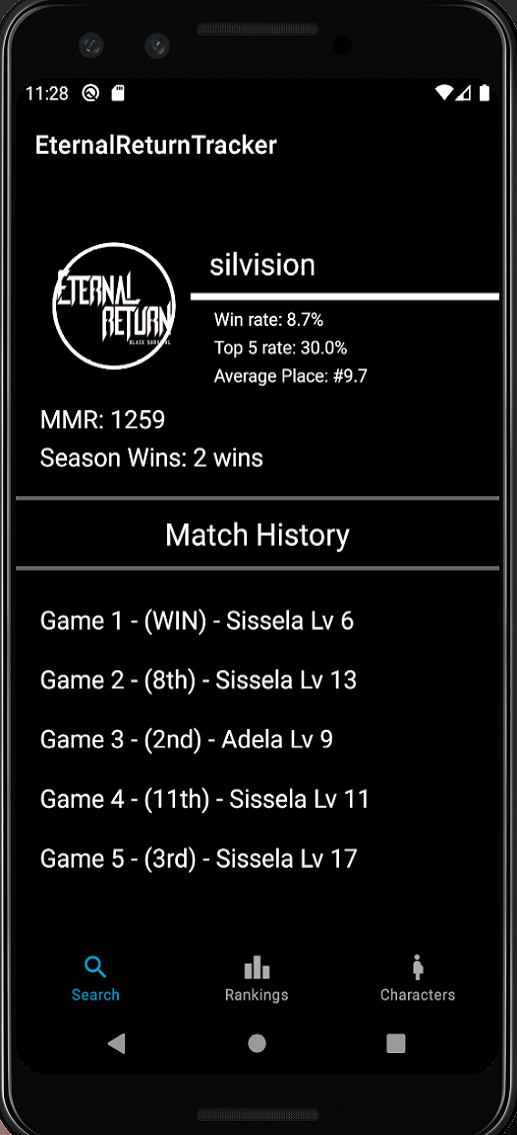 11:28
EternalReturnTracker
ETERNAL
RETURN
BLACK SURVIVAL
silvision
Win rate: 8.7%
Top 5 rate: 30.0%
Average Place: #9.7
MMR: 1259
Season Wins: 2 wins
Match History
Game 1 - (WIN) - Sissela Lv 6
Game 2 - (8th) - Sissela Lv 13
Game 3 - (2nd) - Adela Lv 9
Game 4 - (11th) - Sissela Lv 11
Game 5 - (3rd) - Sissela Lv 17
Search
Rankings
Characters